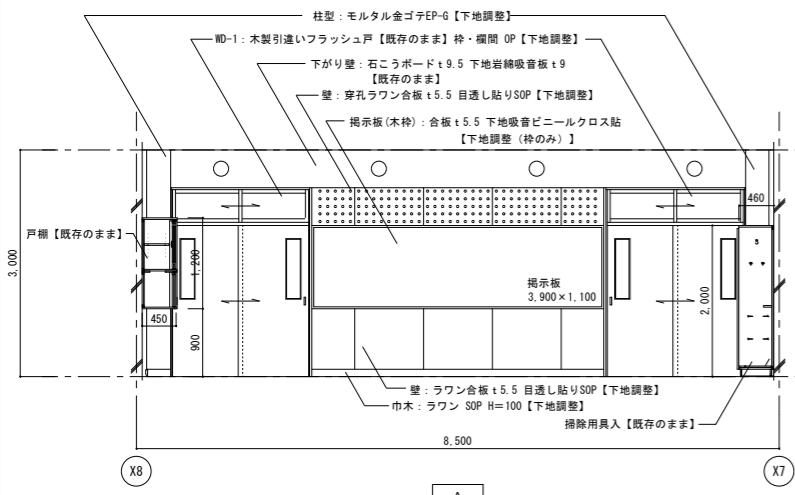 柱型：モルタル金ゴテEP-G【下地調整】
WD-1：木製引違いフラッシュ戸【既存のまま】枠・欄間 OP【下地調整】
下がり壁：石こうボードｔ9.5 下地岩綿吸音板ｔ9
【既存のまま】
壁：穿孔ラワン合板ｔ5.5 目透し貼りSOP【下地調整】
掲示板(木枠)：合板ｔ5.5 下地吸音ビニールクロス貼
【下地調整（枠のみ）】
460
戸棚【既存のまま】
3,000
1,200
掲示板
3,900×1,100
2,000
450
900
壁：ラワン合板ｔ5.5 目透し貼りSOP【下地調整】
巾木：ラワン SOP H＝100【下地調整】
掃除用具入【既存のまま】
8,500
X8
X7
A